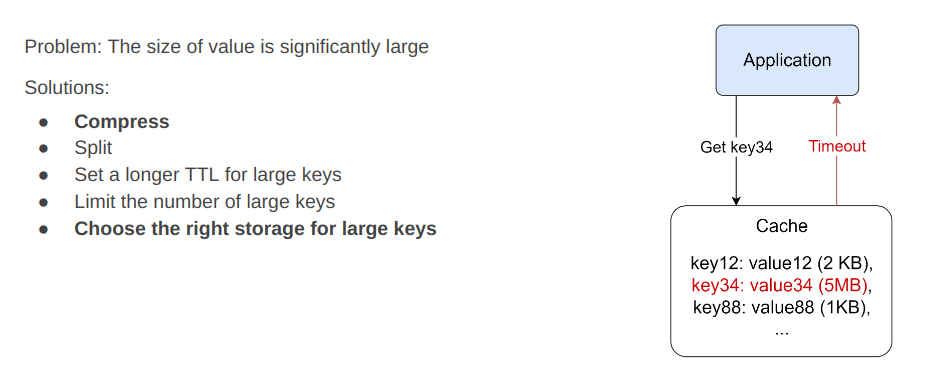 Problem: The size of value is significantly large
Solutions:
● Compress
● Split
● Set a longer TTL for large keys
● Limit the number of large keys
● Choose the right storage for large keys
Application
Get key34
Timeout
Cache
key12: value12 (2 KB),
key34: value34 (5MB),
key88: value88 (1KB),
...